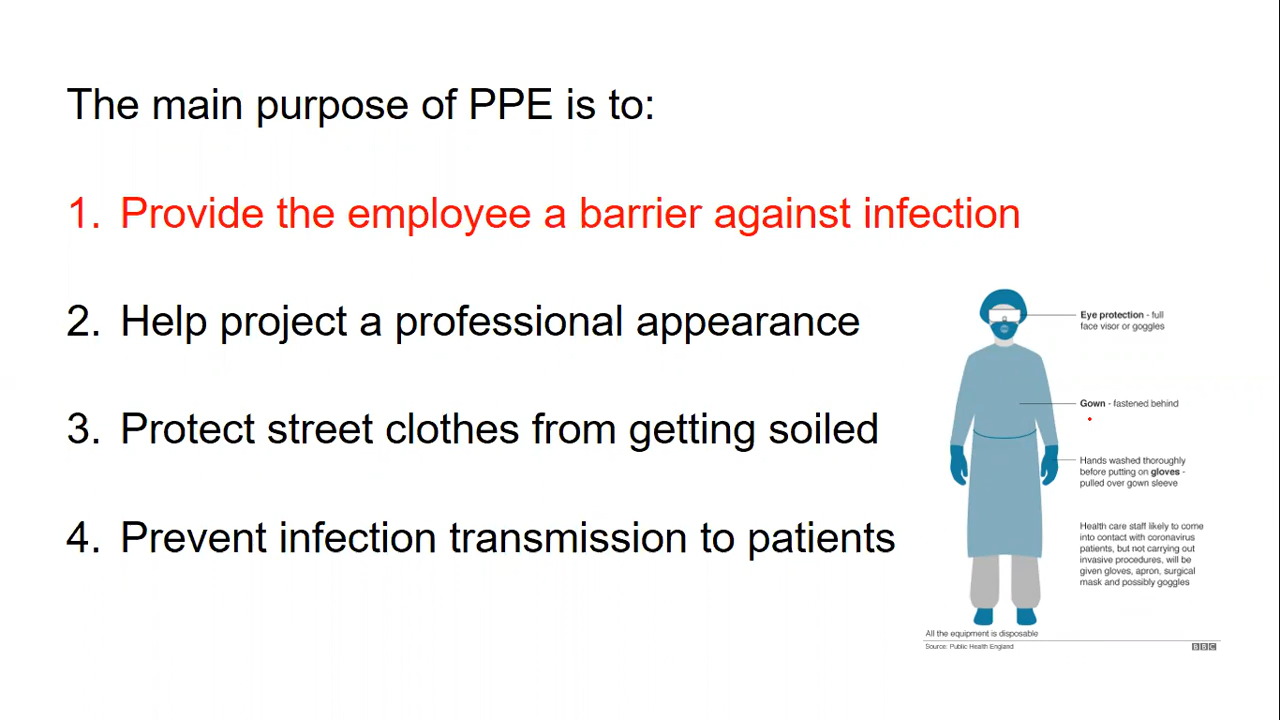 The main purpose of PPE is to:
1. Provide the employee a barrier against infection
2. Help project a professional appearance
3. Protect street clothes from getting soiled
4. Prevent infection transmission to patients
Eye protection - full
face visor or goggles
Gown - fastened behind
Hands washed thoroughly
before putting on gloves -
pulled over gown sleeve
Health care staff likely to come
into contact with coronavirus
patients, but not carrying out
invasive procedures, will be
given gloves, apron, surgical
mask and possibly goggles
All the equipment is disposable
Source: Public Health England
BBC